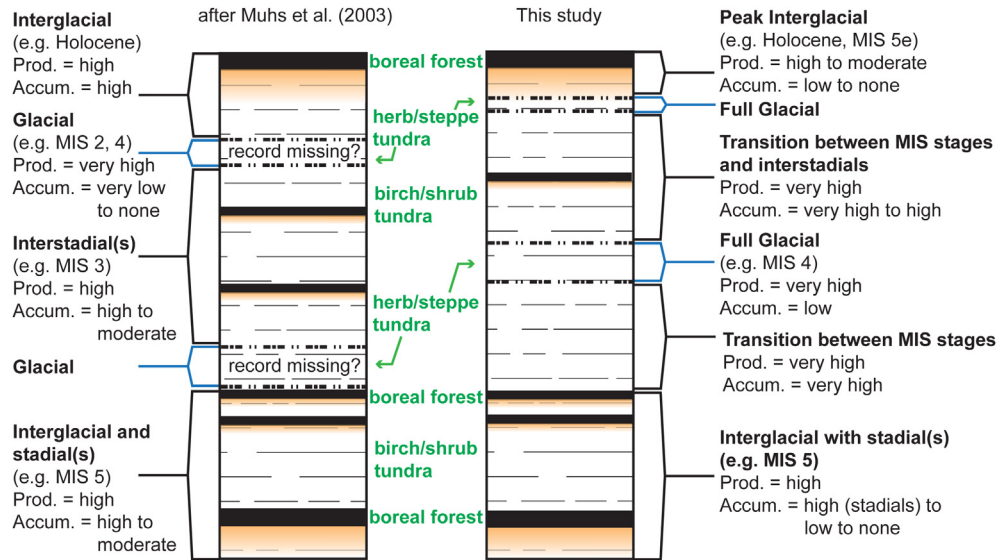 after Muhs et al. (2003)
This study
Interglacial
(e.g. Holocene)
Prod. = high
Accum. = high
Glacial
(e.g. MIS 2, 4)
Prod. = very high
Accum. = very low
to none
Interstadial(s)
(e.g. MIS 3)
Prod. = high
Accum. = high to
moderate
Glacial
Interglacial and
stadial(s)
(e.g. MIS 5)
Prod. = high
Accum. = high to
moderate
record missing?
record missing?
boreal forest
herb/steppe
tundra
birch/shrub
tundra
herb/steppe
tundra
boreal forest
birch/shrub
tundra
boreal forest
Peak Interglacial
(e.g. Holocene, MIS 5e)
Prod. = high to moderate
Accum. = low to none
Full Glacial
Transition between MIS stages
and interstadials
Prod. = very high
Accum. = very high to high
Full Glacial
(e.g. MIS 4)
Prod. = very high
Accum. = low
Transition between MIS stages
Prod. = very high
Accum. = very high
Interglacial with stadial(s)
(e.g. MIS 5)
Prod. = high
Accum. = high (stadials) to
low to none